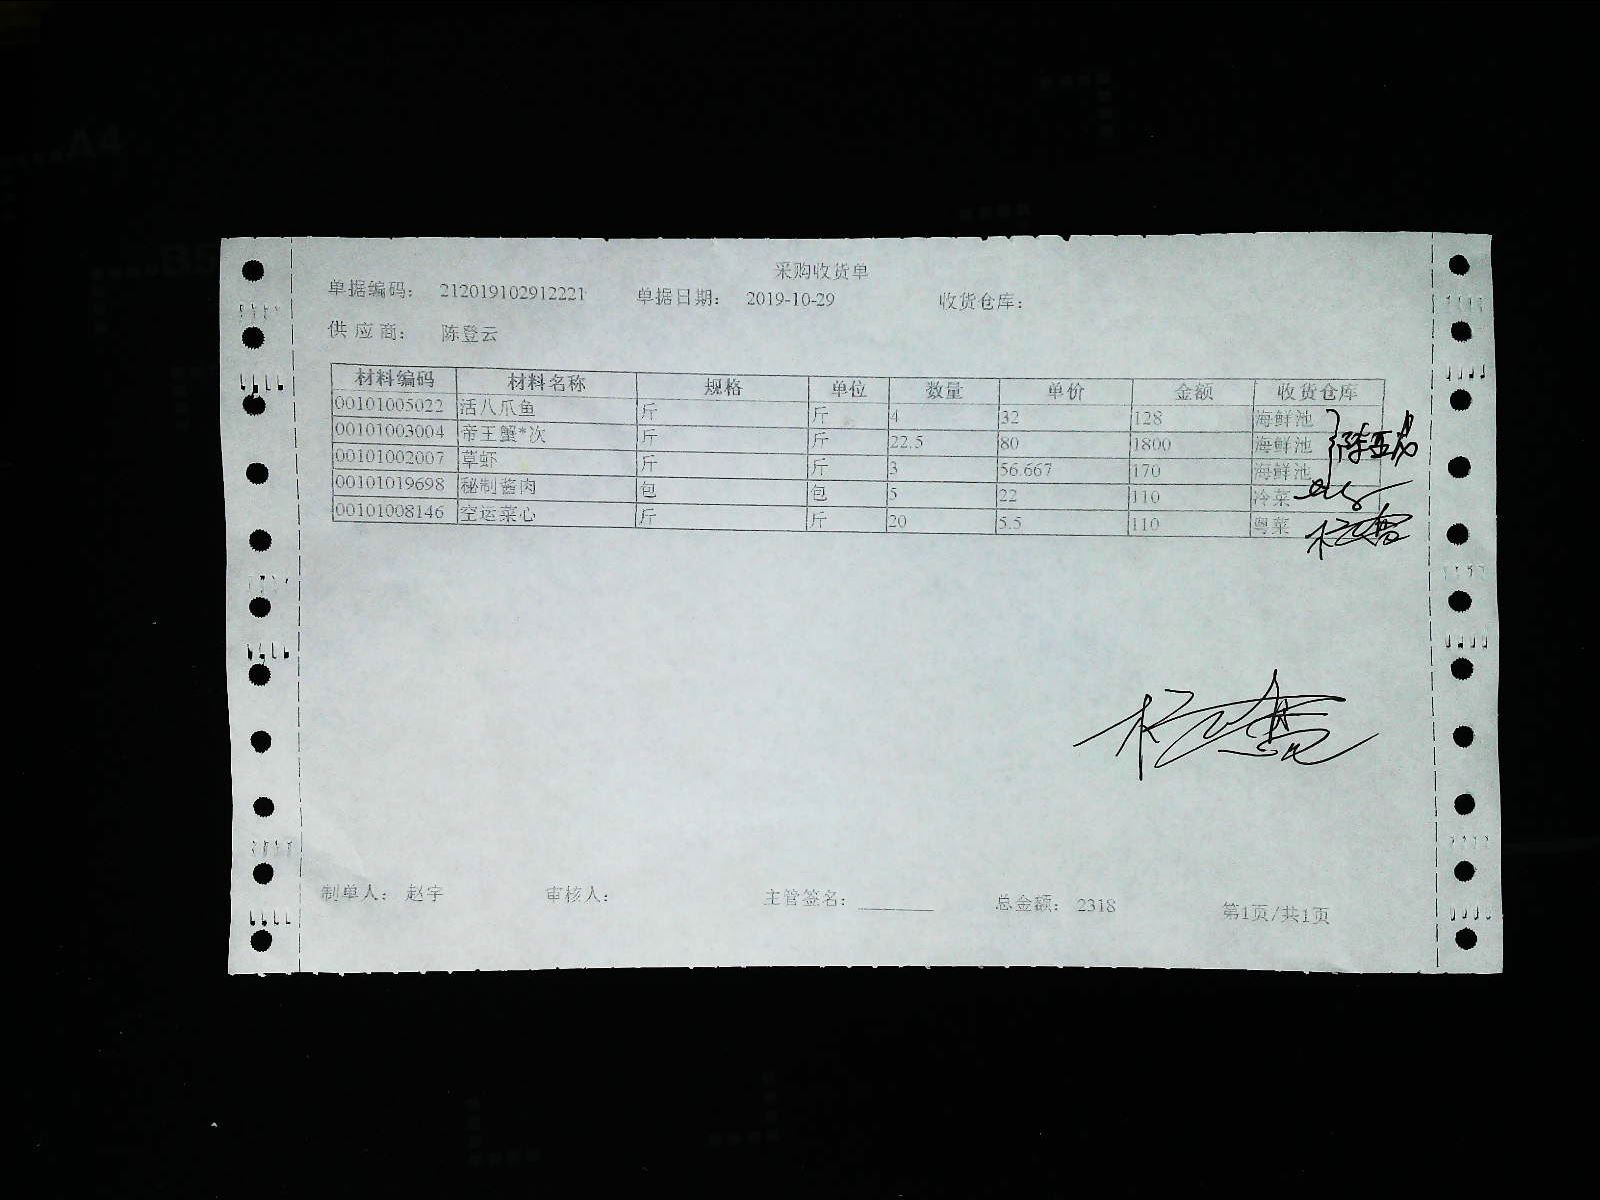 采购收货单
单据编码： 212019102912221 单据日期： 2019-10-29 收货仓库：
供应商： 陈登云
材料编码 材料名称 规格 单位 数量 单价 金额 收货仓库
00101005022 活八爪鱼 斤 斤 4 32 128 海鲜池
00101003004 帝王蟹*次 斤 斤 22.5 80 1800 海鲜池
00101002007 草虾 斤 斤 3 56.667 170 海鲜池
00101019698 秘制酱肉 包 包 5 22 110 冷菜
00101008146 空运菜心 斤 斤 20 5.5 110 粤菜
制单人： 赵宇 审核人： 主管签名： 总金额： 2318 第1页/共1页